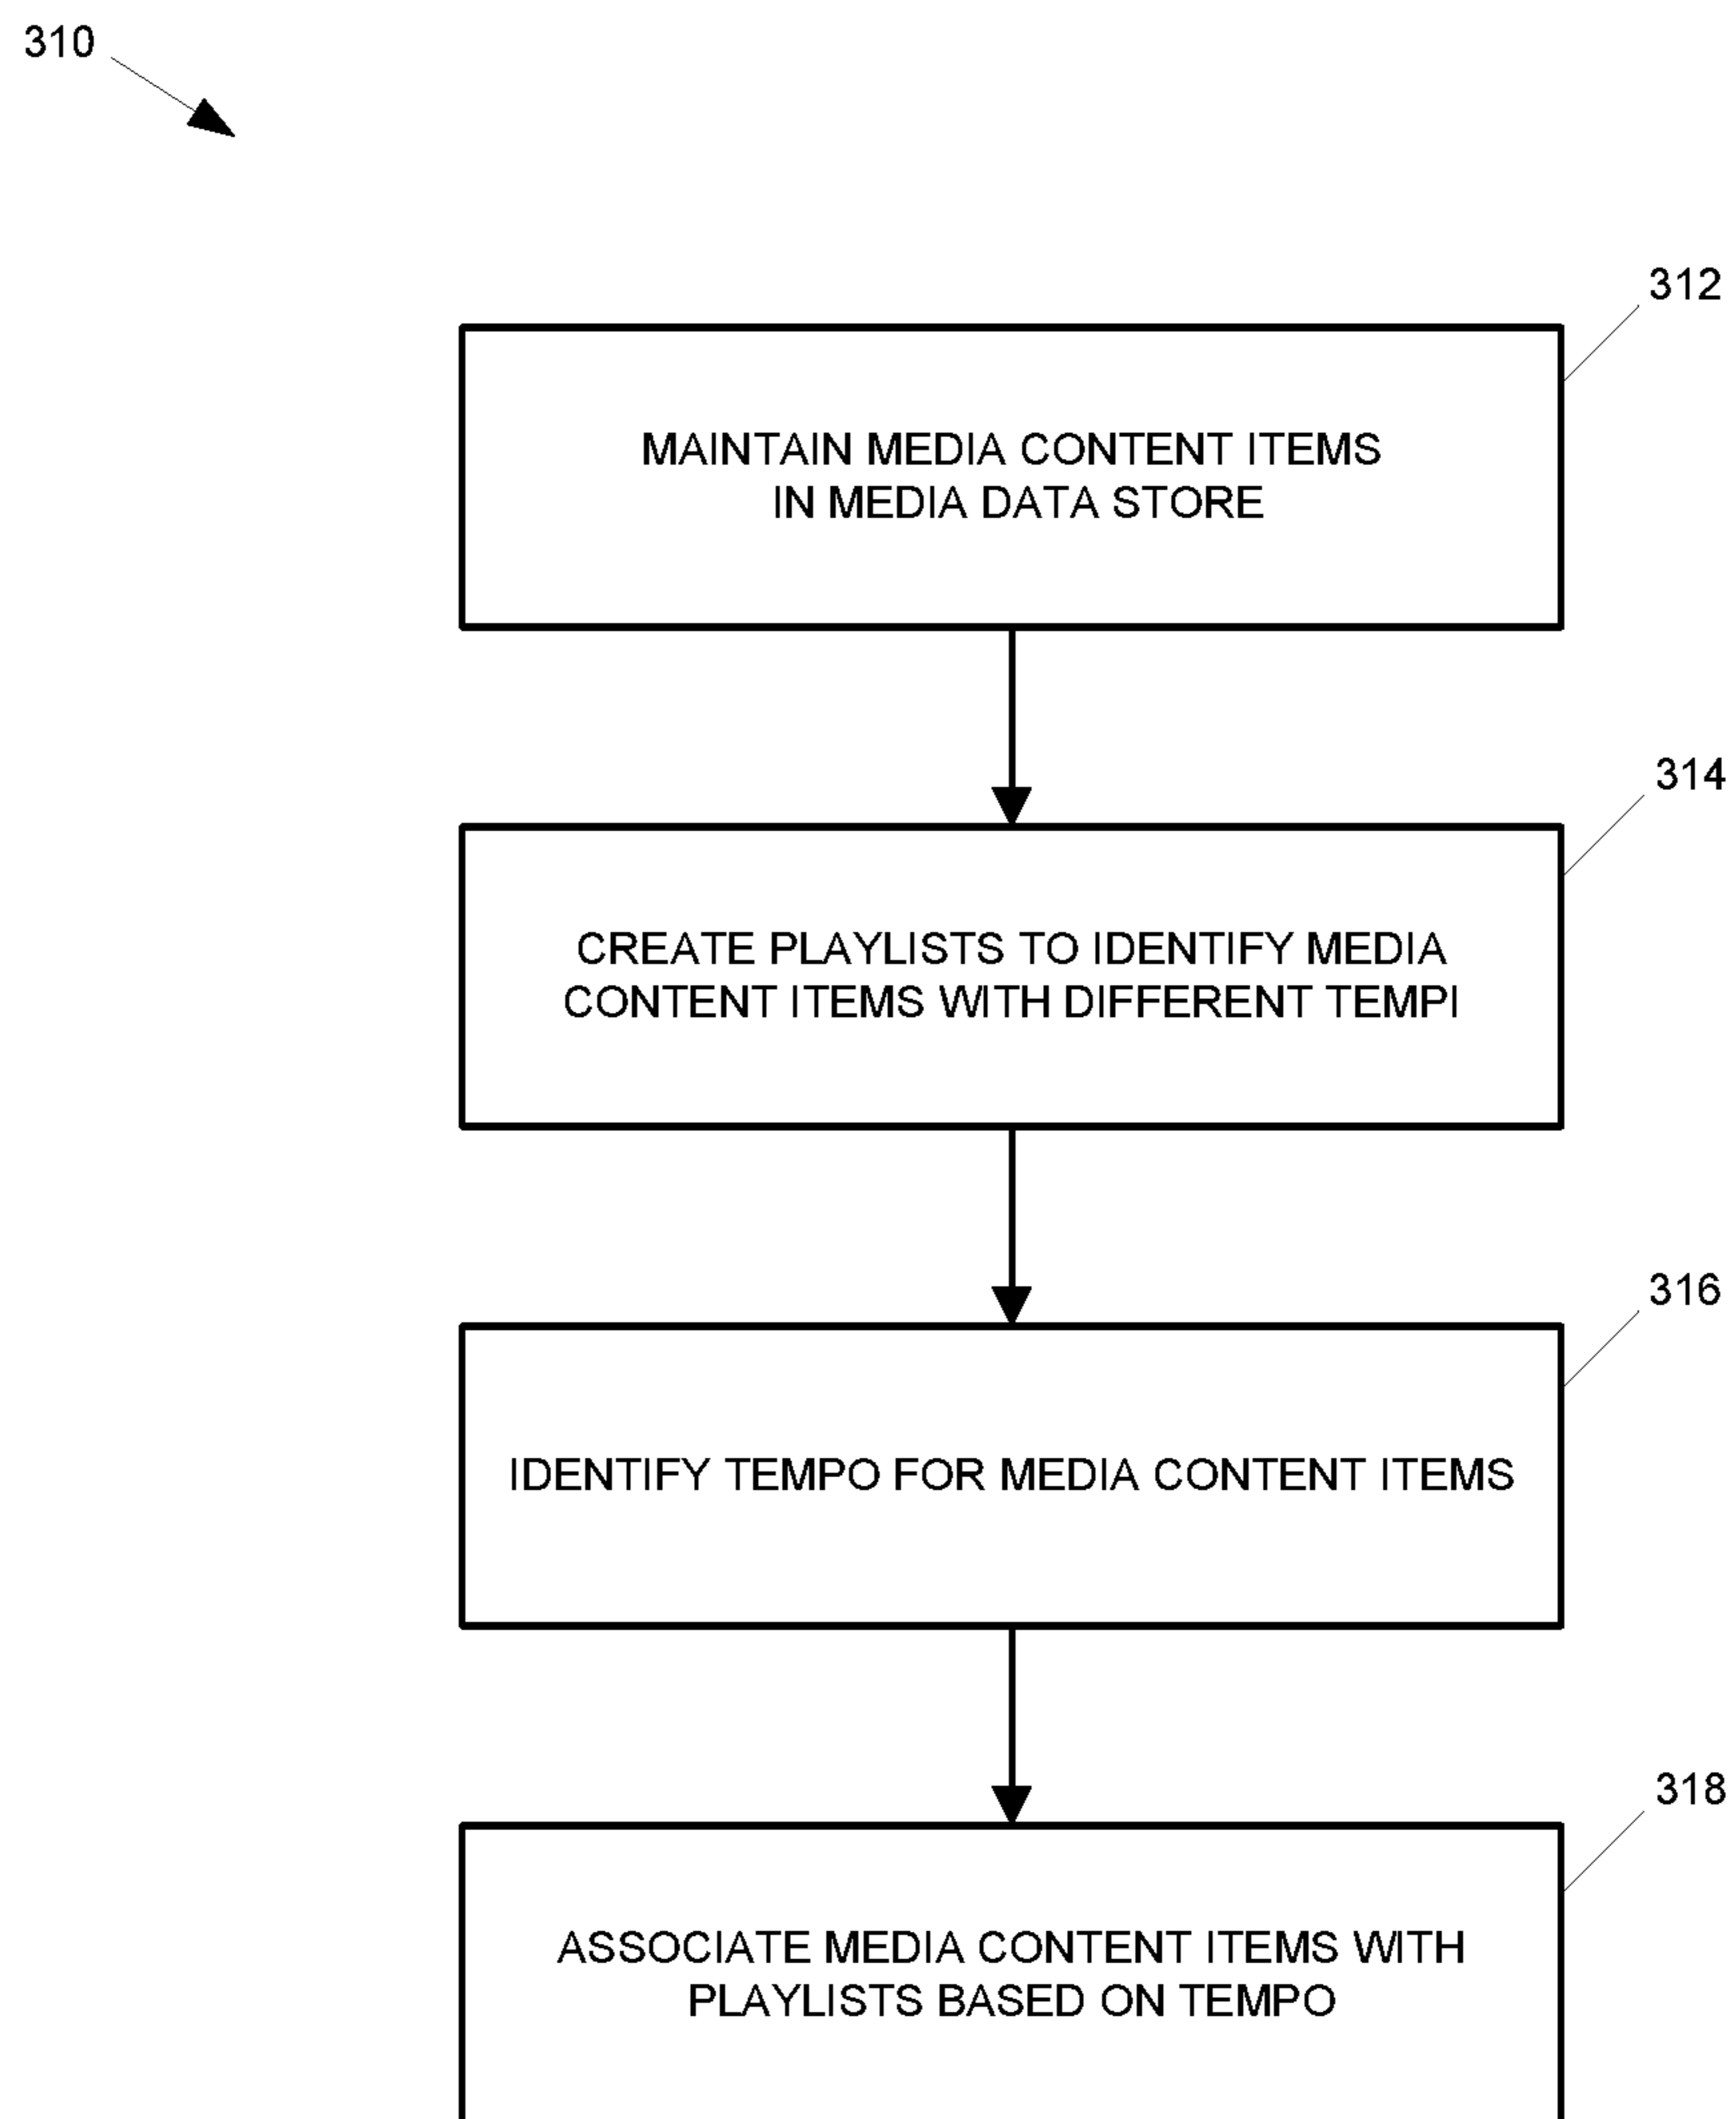 310
312
MAINTAIN MEDIA CONTENT ITEMS
IN MEDIA DATA STORE
314
CREATE PLAYLISTS TO IDENTIFY MEDIA
CONTENT ITEMS WITH DIFFERENT TEMPI
316
IDENTIFY TEMPO FOR MEDIA CONTENT ITEMS
318
ASSOCIATE MEDIA CONTENT ITEMS WITH
PLAYLISTS BASED ON TEMPO